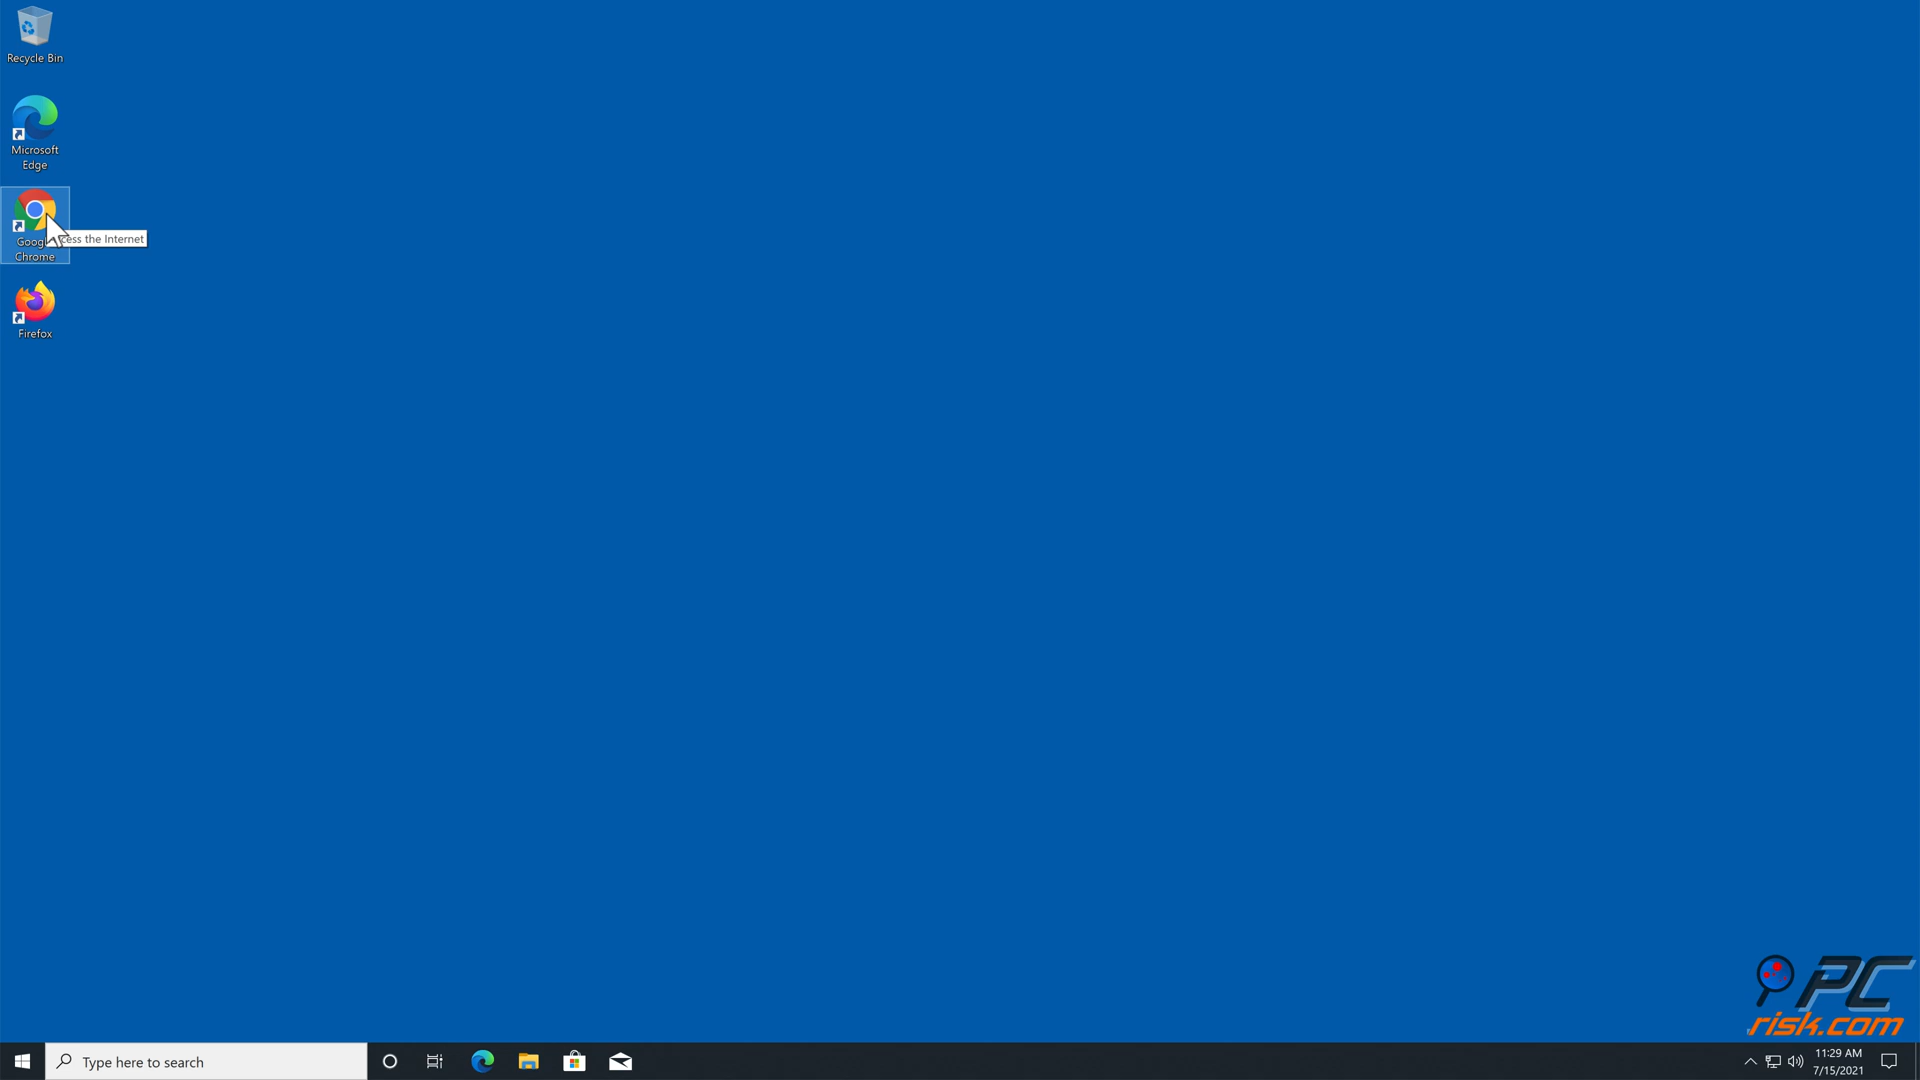 Recycle Bin
Microsoft
Edge
cess the Internet
Chrome
Firefox
PC
risk.com
Type here to search
11:29 AM
7/15/2021